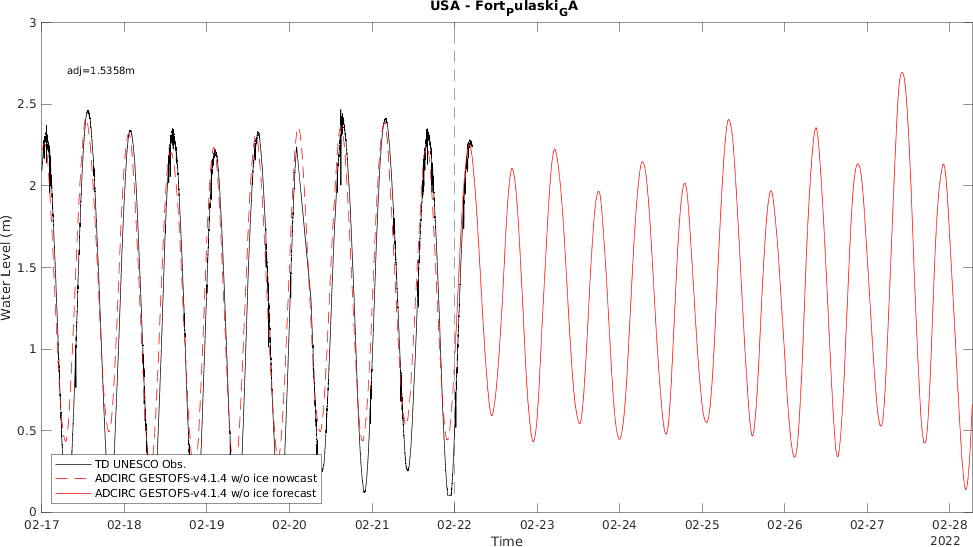 USA - FortPulaskiGA
3
2.5
2
1.5
1
0.5
0
Water Level (m)
adj=1.5358m
TD UNESCO Obs.
ADCIRC GESTOFS-v4.1.4 w/o ice nowcast
ADCIRC GESTOFS-v4.1.4 w/o ice forecast
02-17 02-18 02-19 02-20 02-21 02-22 02-23 02-24 02-25 02-26 02-27 02-28
Time
2022